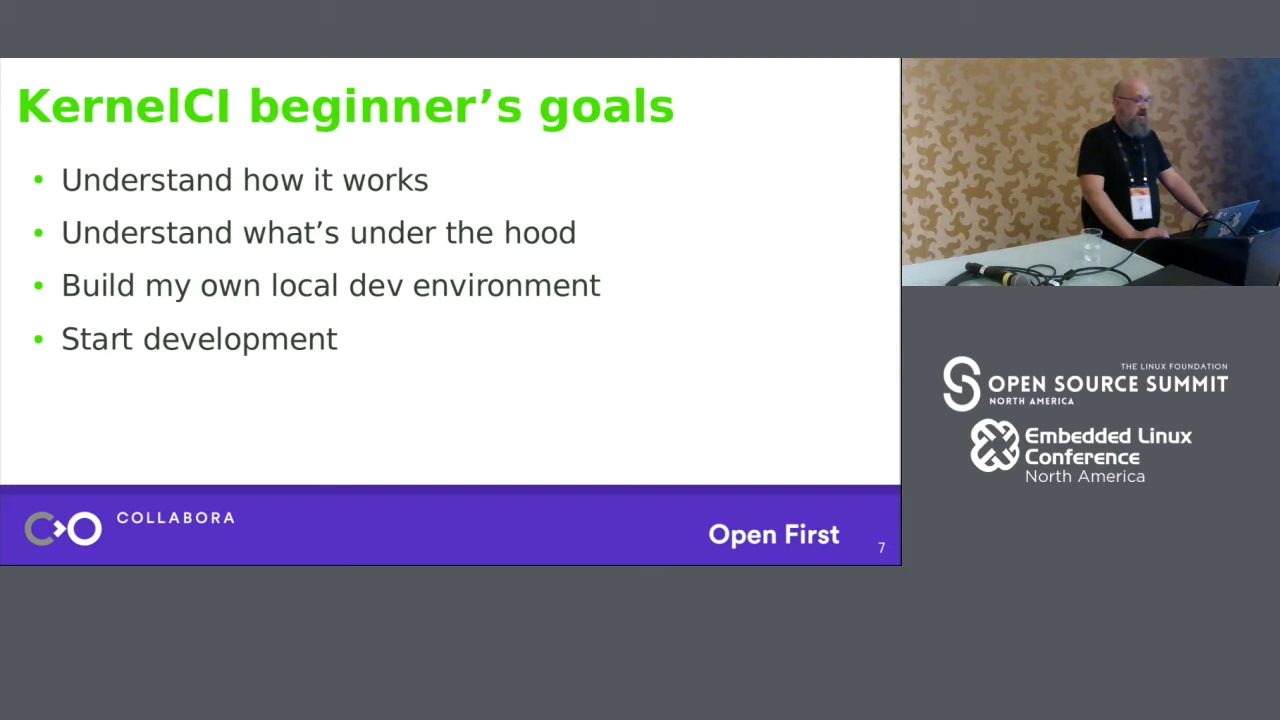 KernelCI beginner’s goals
• Understand how it works
• Understand what’s under the hood
• Build my own local dev environment
• Start development
COLLABORA
Open First
7
THE LINUX FOUNDATION
OPEN SOURCE SUMMIT
NORTH AMERICA
Embedded Linux
Conference
North America